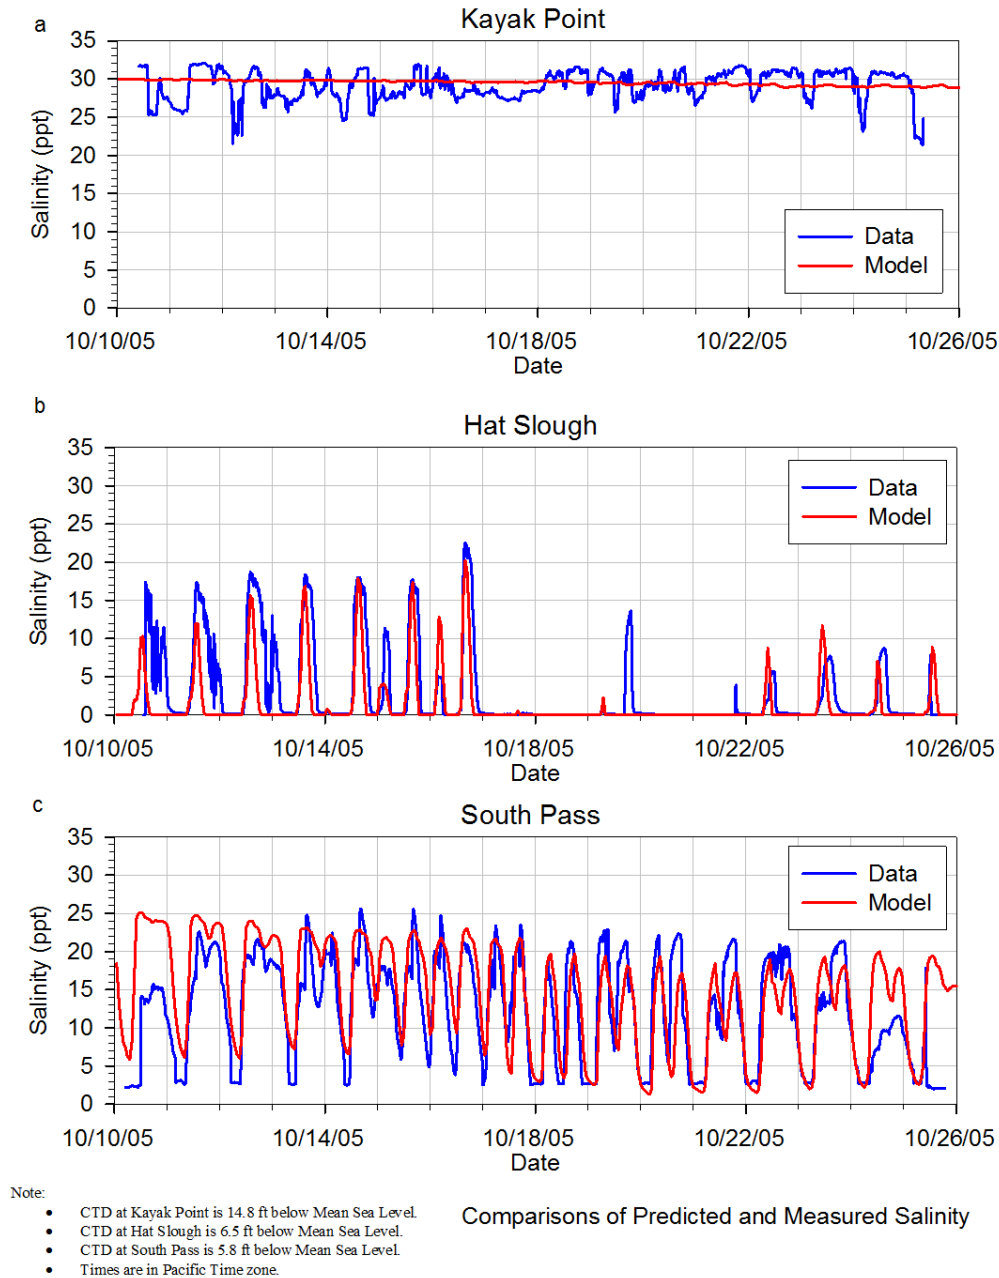 a
Kayak Point
35
30
25
20
15
10
5
0
Salinity (ppt)
Data
Model
10/10/05 10/14/05 10/18/05 10/22/05 10/26/05
Date
b
Hat Slough
35
30
25
20
15
10
5
0
Salinity (ppt)
Data
Model
10/10/05 10/14/05 10/18/05 10/22/05 10/26/05
Date
c
South Pass
35
30
25
20
15
10
5
0
Salinity (ppt)
Data
Model
10/10/05 10/14/05 10/18/05 10/22/05 10/26/05
Date
Note:
• CTD at Kayak Point is 14.8 ft below Mean Sea Level.
• CTD at Hat Slough is 6.5 ft below Mean Sea Level.
• CTD at South Pass is 5.8 ft below Mean Sea Level.
• Times are in Pacific Time zone.
Comparisons of Predicted and Measured Salinity